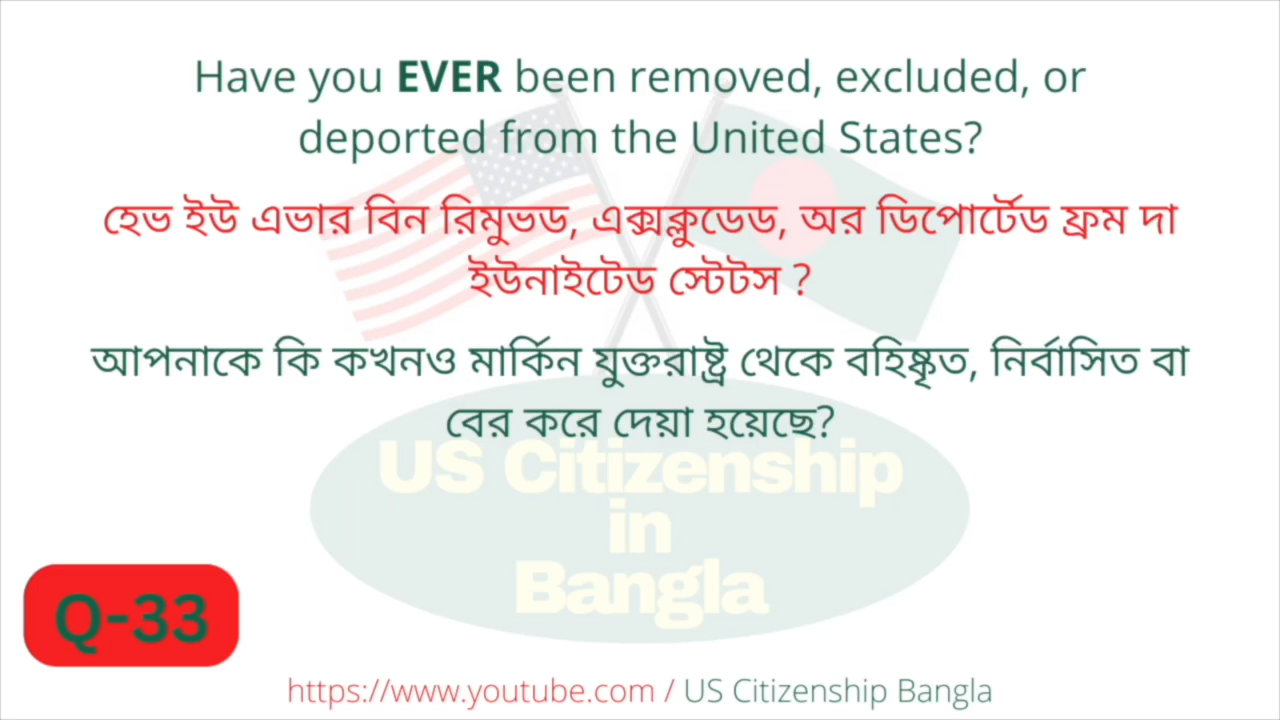 Have you EVER been removed, excluded, or
deported from the United States?
হেভ ইউ এভার বিন রিমুভড, এক্সক্লুডেড, অর ডিপোর্টেড ফ্রম দা
ইউনাইটেড স্টেটস ?
আপনাকে কি কখনও মার্কিন যুক্তরাষ্ট্র থেকে বহিষ্কৃত, নির্বাসিত বা
বের করে দেয়া হয়েছে?
US Citizenship
in
Bangla
Q-33
https://www.youtube.com / US Citizenship Bangla